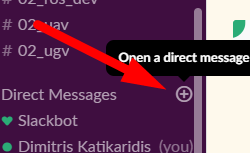 # 02_ros_dev
# 02_uav
# 02_ugv
Open a direct message
Direct Messages
Slackbot
Dimitris Katikaridis (you)